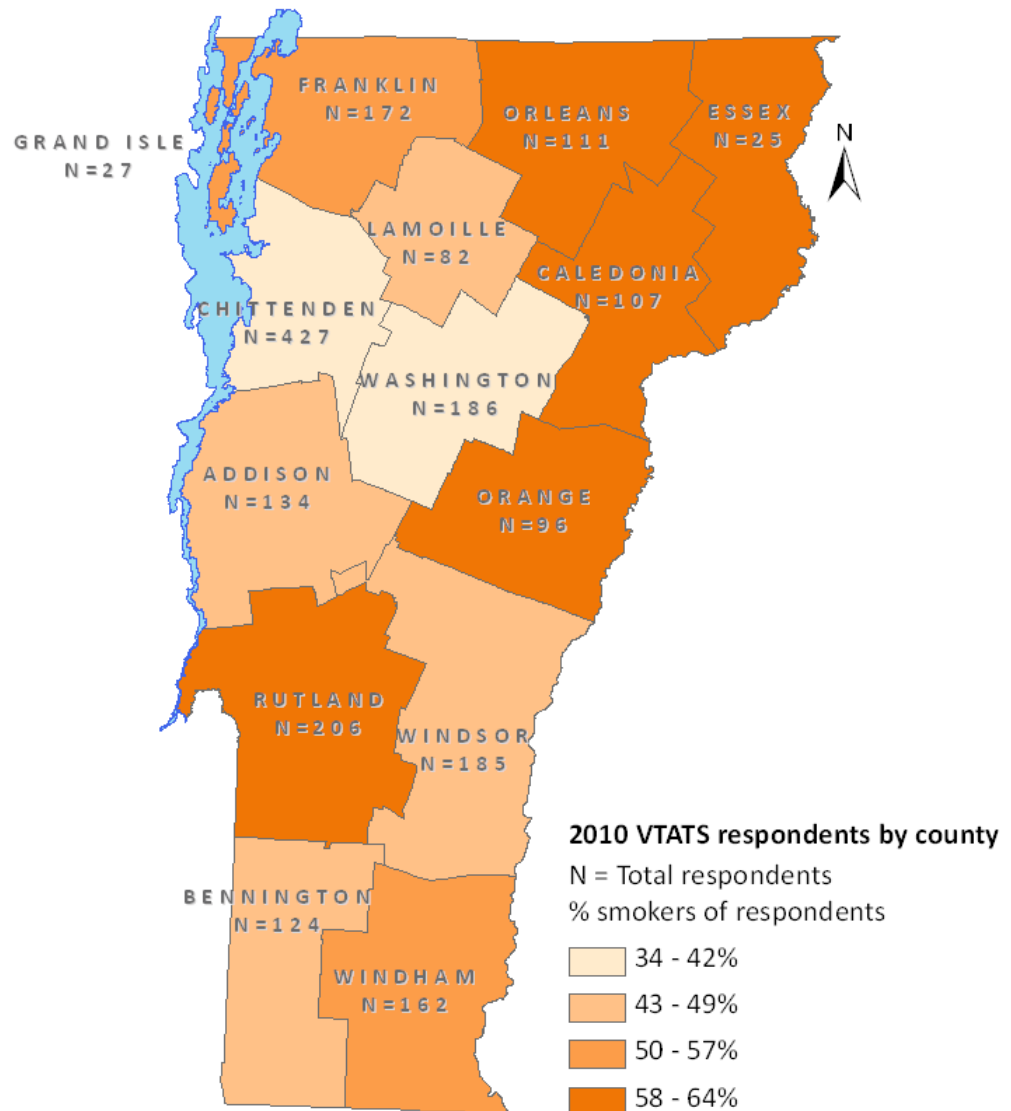 FRANKLIN
N=172
ORLEANS
N=111
ESSEX
N=25
GRAND ISLE
N=27
N
LAMOILLE
N=82
CALEDONIA
N=107
CHITTENDEN
N=427
WASHINGTON
N=186
ADDISON
N=134
ORANGE
N=96
RUTLAND
N=206
WINDSOR
N=185
BENNINGTON
N=124
WINDHAM
N=162
2010 VTATS respondents by county
N = Total respondents
% smokers of respondents
34 - 42%
43 - 49%
50 - 57%
58 - 64%